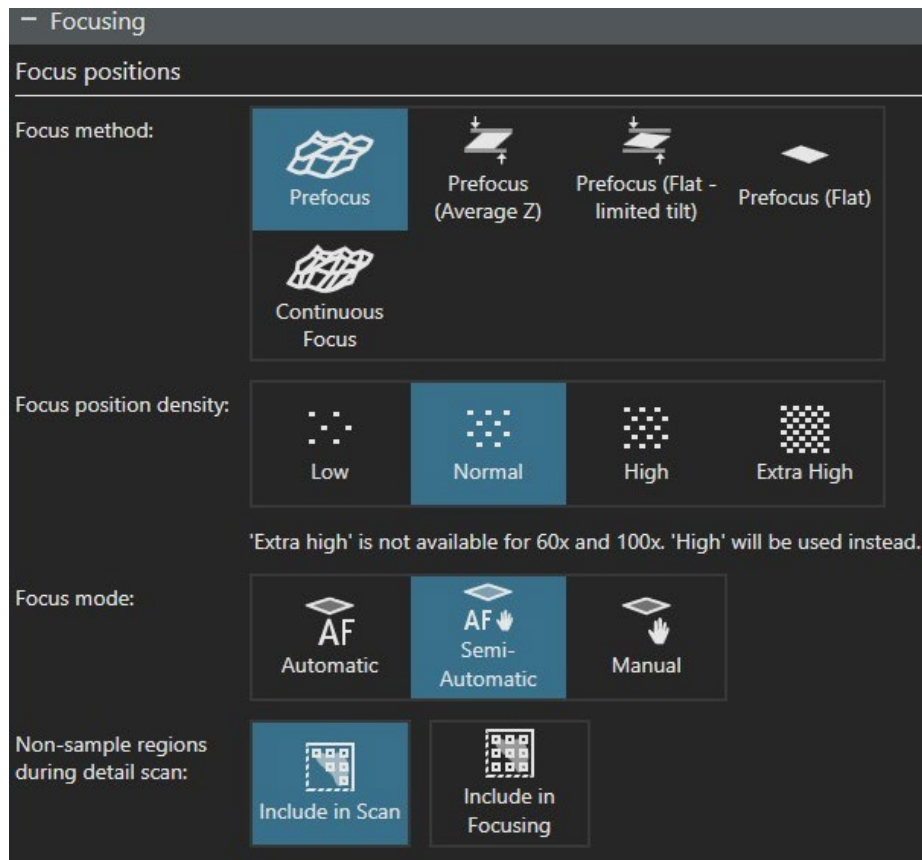 − Focusing
Focus positions
Focus method:
Prefocus
Prefocus
(Average Z)
Prefocus (Flat -
limited tilt)
Prefocus (Flat)
Continuous
Focus
Focus position density:
Low
Normal
High
Extra High
'Extra high' is not available for 60x and 100x. 'High' will be used instead.
Focus mode:
AF
Automatic
AF
Semi-
Automatic
Manual
Non-sample regions
during detail scan:
Include in Scan
Include in
Focusing